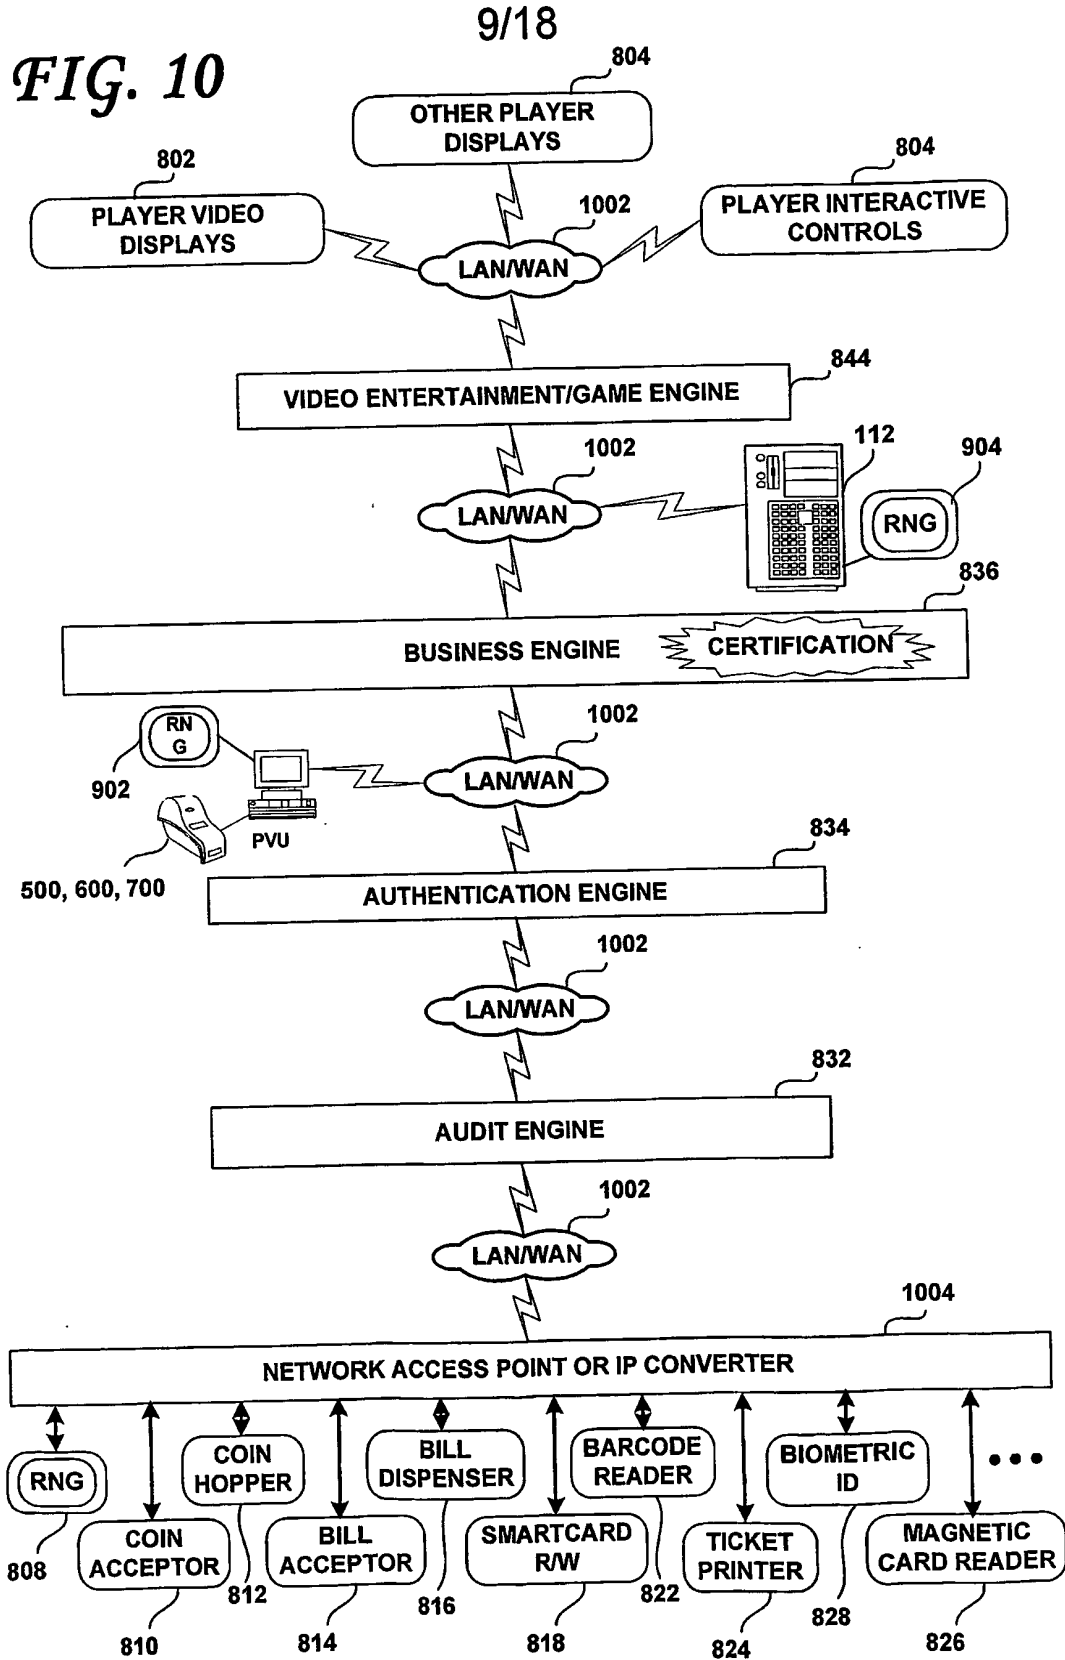 9/18
FIG. 10
804
OTHER PLAYER
DISPLAYS
802
PLAYER VIDEO
DISPLAYS
804
PLAYER INTERACTIVE
CONTROLS
1002
LAN/WAN
844
VIDEO ENTERTAINMENT/GAME ENGINE
1002
LAN/WAN
112
904
RNG
836
BUSINESS ENGINE
CERTIFICATION
RN
G
902
1002
LAN/WAN
PVU
500, 600, 700
834
AUTHENTICATION ENGINE
1002
LAN/WAN
832
AUDIT ENGINE
1002
LAN/WAN
1004
NETWORK ACCESS POINT OR IP CONVERTER
RNG
808
COIN
ACCEPTOR
810
COIN
HOPPER
812
BILL
ACCEPTOR
814
BILL
DISPENSER
816
SMARTCARD
R/W
818
BARCODE
READER
822
TICKET
PRINTER
824
BIOMETRIC
ID
828
MAGNETIC
CARD READER
826